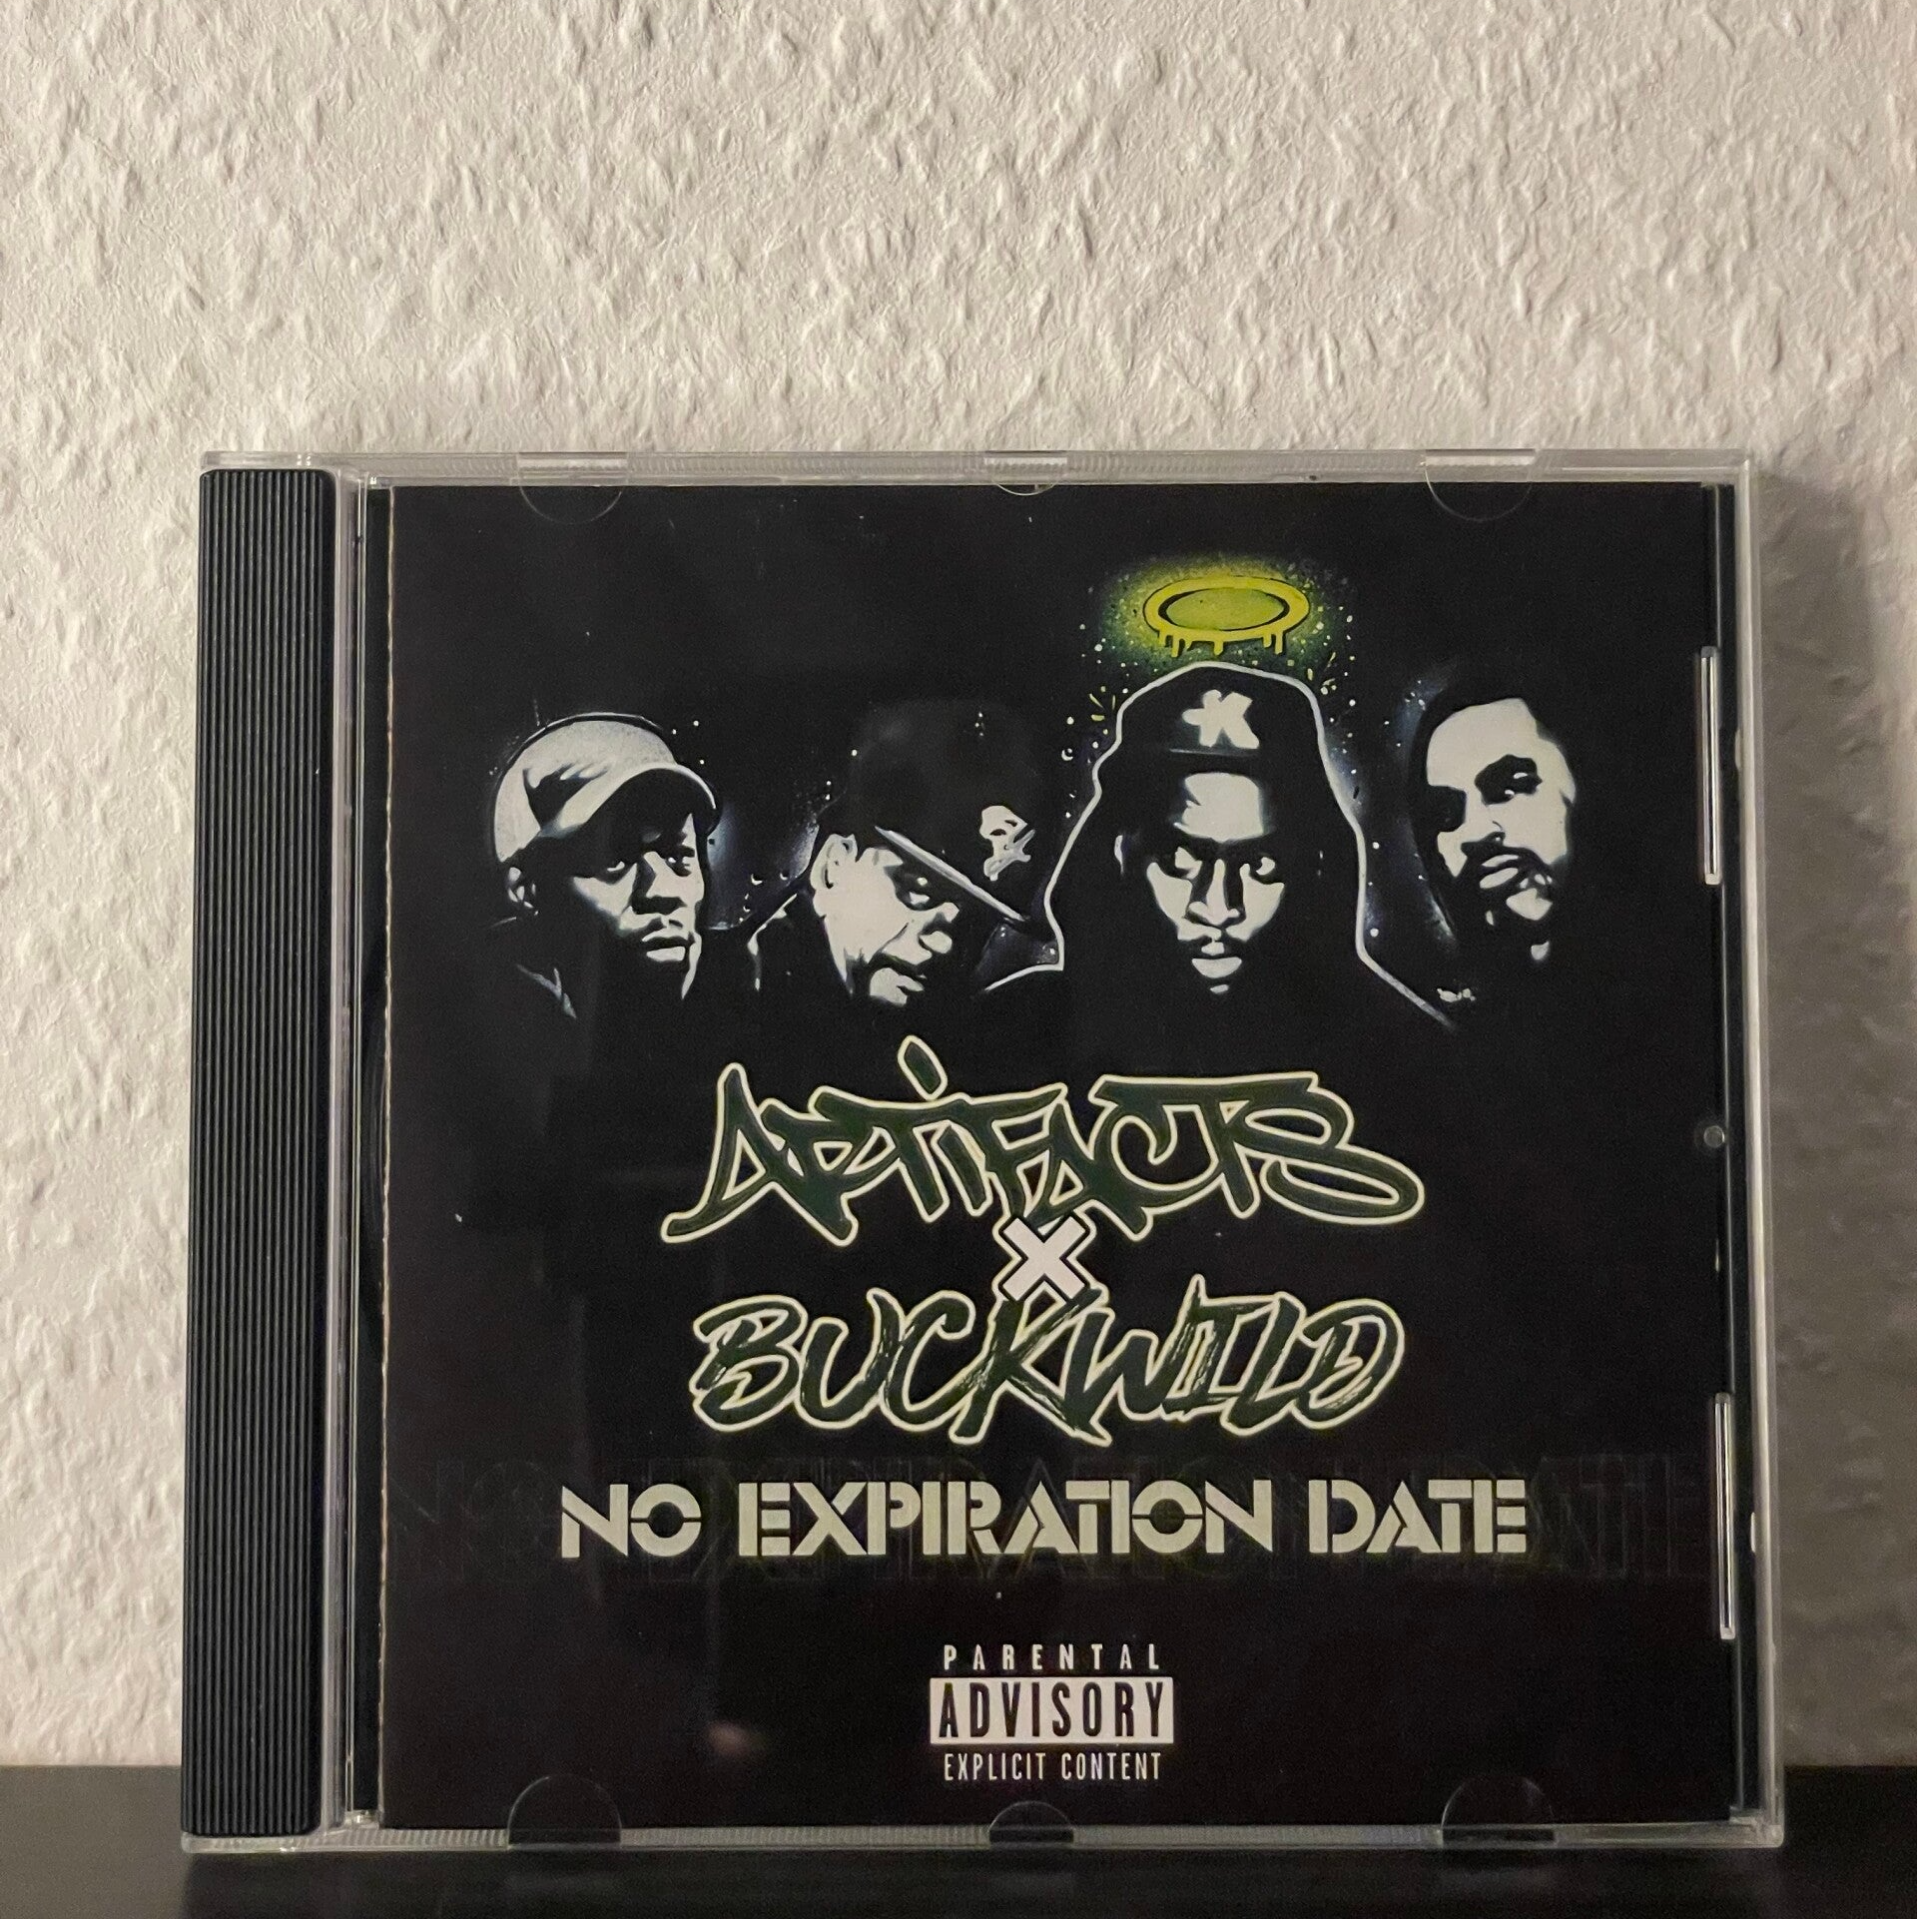 K
ARTIFACTS
X
BUCKWILD
NO EXPIRATION DATE
PARENTAL
ADVISORY
EXPLICIT CONTENT